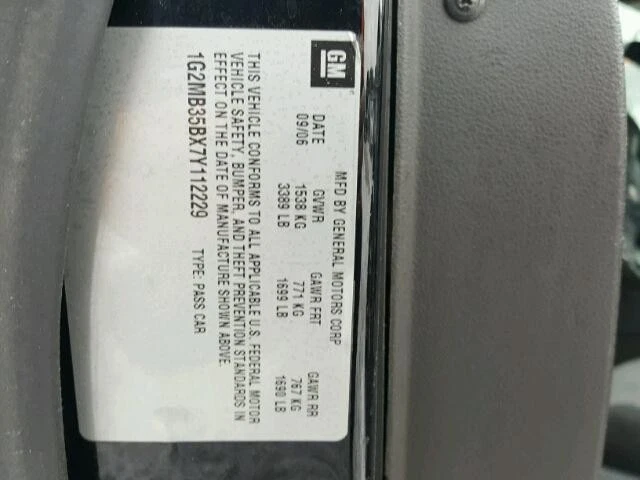 GM
MFD BY GENERAL MOTORS CORP
DATE GVWR GAWR FRT GAWR RR
09/06 1538 KG 771 KG 767 KG
3389 LB 1699 LB 1690 LB
THIS VEHICLE CONFORMS TO ALL APPLICABLE U.S. FEDERAL MOTOR
VEHICLE SAFETY, BUMPER, AND THEFT PREVENTION STANDARDS IN
EFFECT ON THE DATE OF MANUFACTURE SHOWN ABOVE.
1G2MB35BX7Y112229 TYPE: PASS CAR